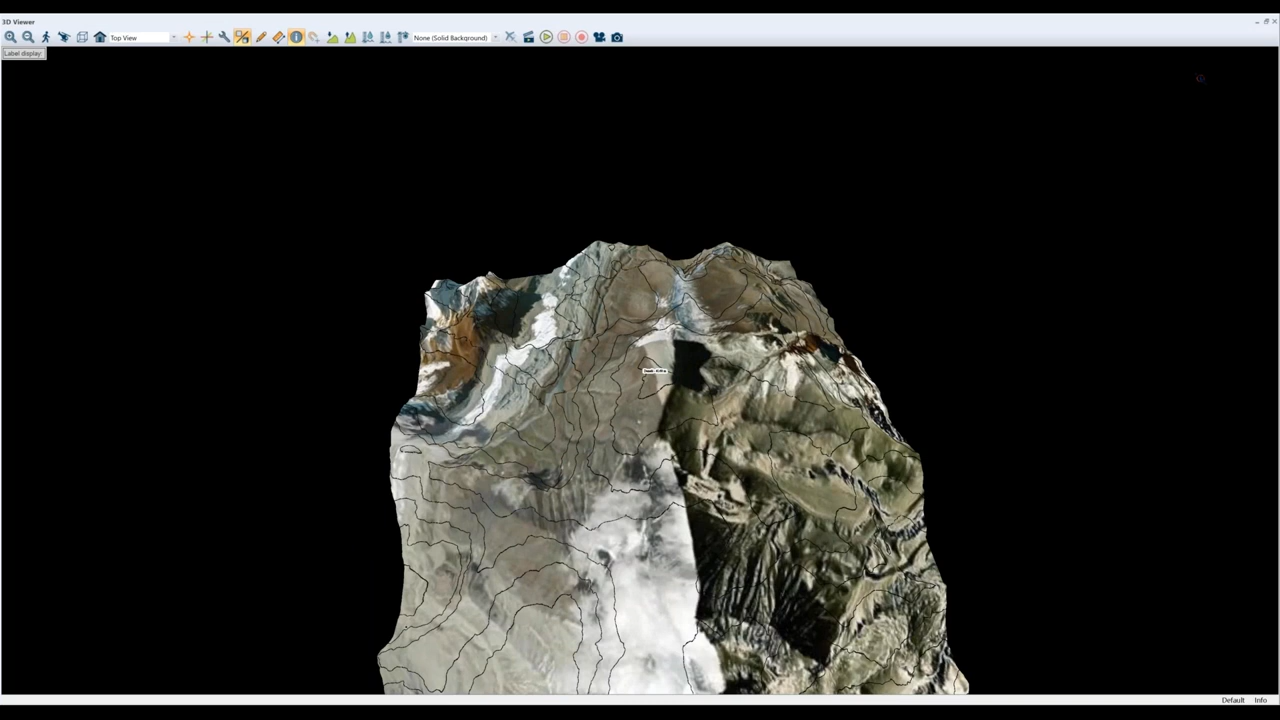 3D Viewer
Top View
None (Solid Background)
Label display:
Default Info